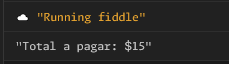 "Running fiddle"
"Total a pagar: $15"